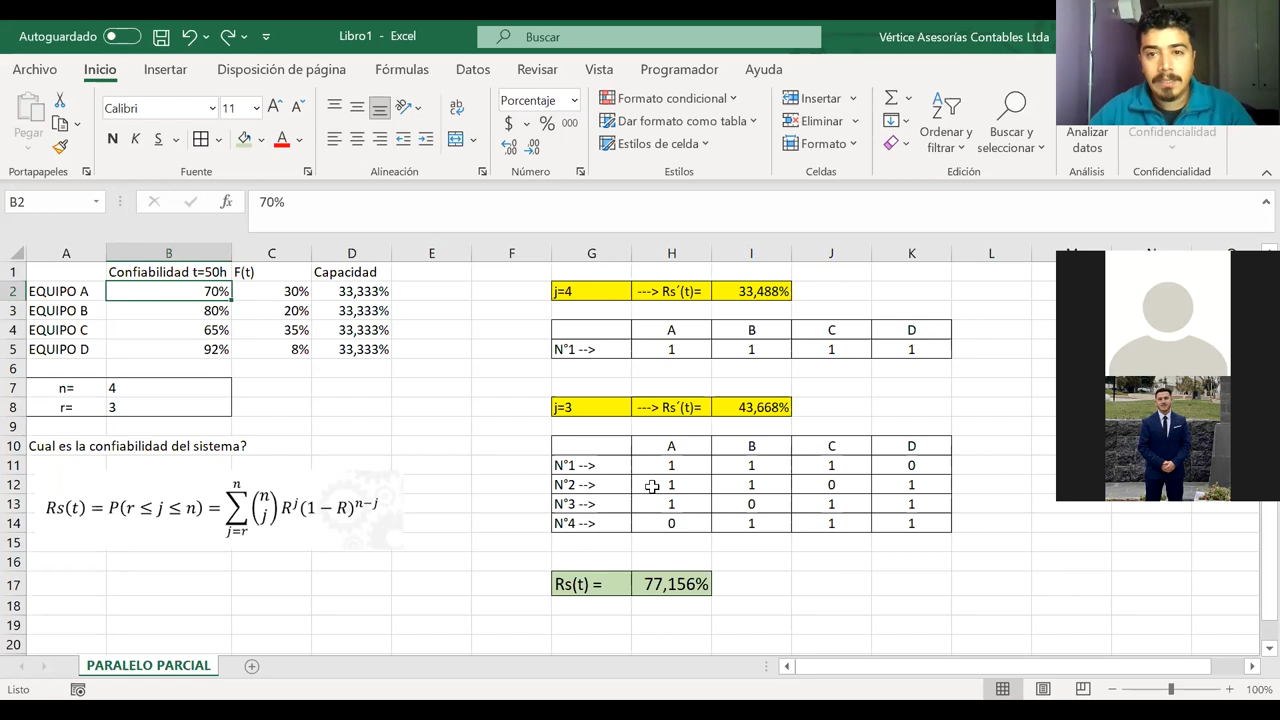 Autoguardado
Libro1 - Excel
Buscar
Vértice Asesorías Contables Ltda
Archivo Inicio Insertar Disposición de página Fórmulas Datos Revisar Vista Programador Ayuda
Pegar
Calibri 11
N K S
Porcentaje
$ % 000
Formato condicional
Dar formato como tabla
Estilos de celda
Insertar
Eliminar
Formato
Ordenar y filtrar
Buscar y seleccionar
Analizar datos
Confidencialidad
Portapapeles Fuente Alineación Número Estilos Celdas Edición Análisis Confidencialidad
B2 fx 70%
A B C D E F G H I J K L
1 Confiabilidad t=50h F(t) Capacidad
2 EQUIPO A 70% 30% 33,333% j=4 ---> Rs´(t)= 33,488%
3 EQUIPO B 80% 20% 33,333%
4 EQUIPO C 65% 35% 33,333% A B C D
5 EQUIPO D 92% 8% 33,333% N°1 --> 1 1 1 1
6
7 n= 4
8 r= 3 j=3 ---> Rs´(t)= 43,668%
9
10 Cual es la confiabilidad del sistema? A B C D
11 N°1 --> 1 1 1 0
12 N°2 --> 1 1 0 1
13 N°3 --> 1 0 1 1
14 N°4 --> 0 1 1 1
Rs(t) = P(r ≤ j ≤ n) = ∑_{j=r}^{n} (n j) R^j (1 − R)^{n−j}
15
16
17 Rs(t) = 77,156%
18
19
20
PARALELO PARCIAL
Listo
100%